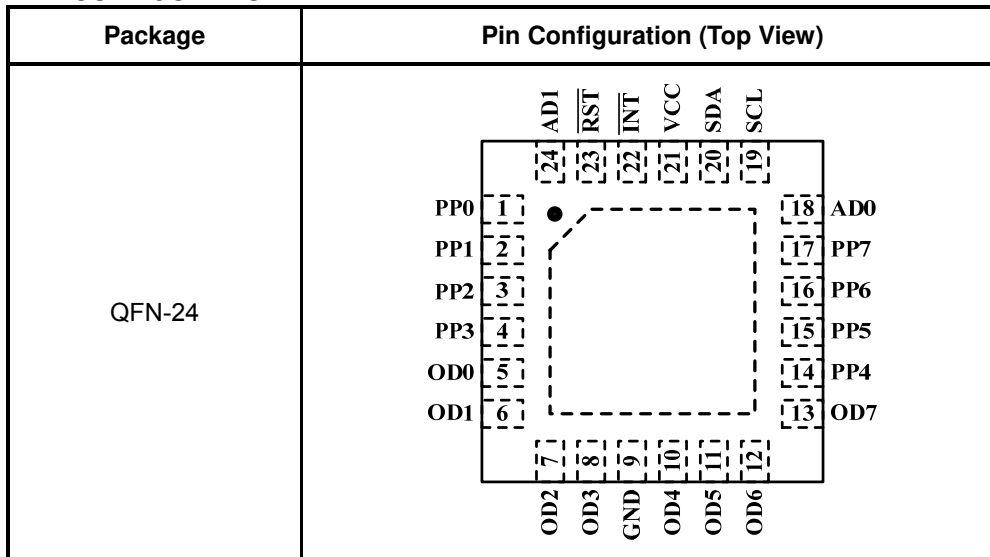 Package
Pin Configuration (Top View)
QFN-24
AD1
RST
INT
VCC
SDA
SCL
24
23
22
21
20
19
PP0 1
PP1 2
PP2 3
PP3 4
OD0 5
OD1 6
18 AD0
17 PP7
16 PP6
15 PP5
14 PP4
13 OD7
7
8
9
10
11
12
OD2
OD3
GND
OD4
OD5
OD6